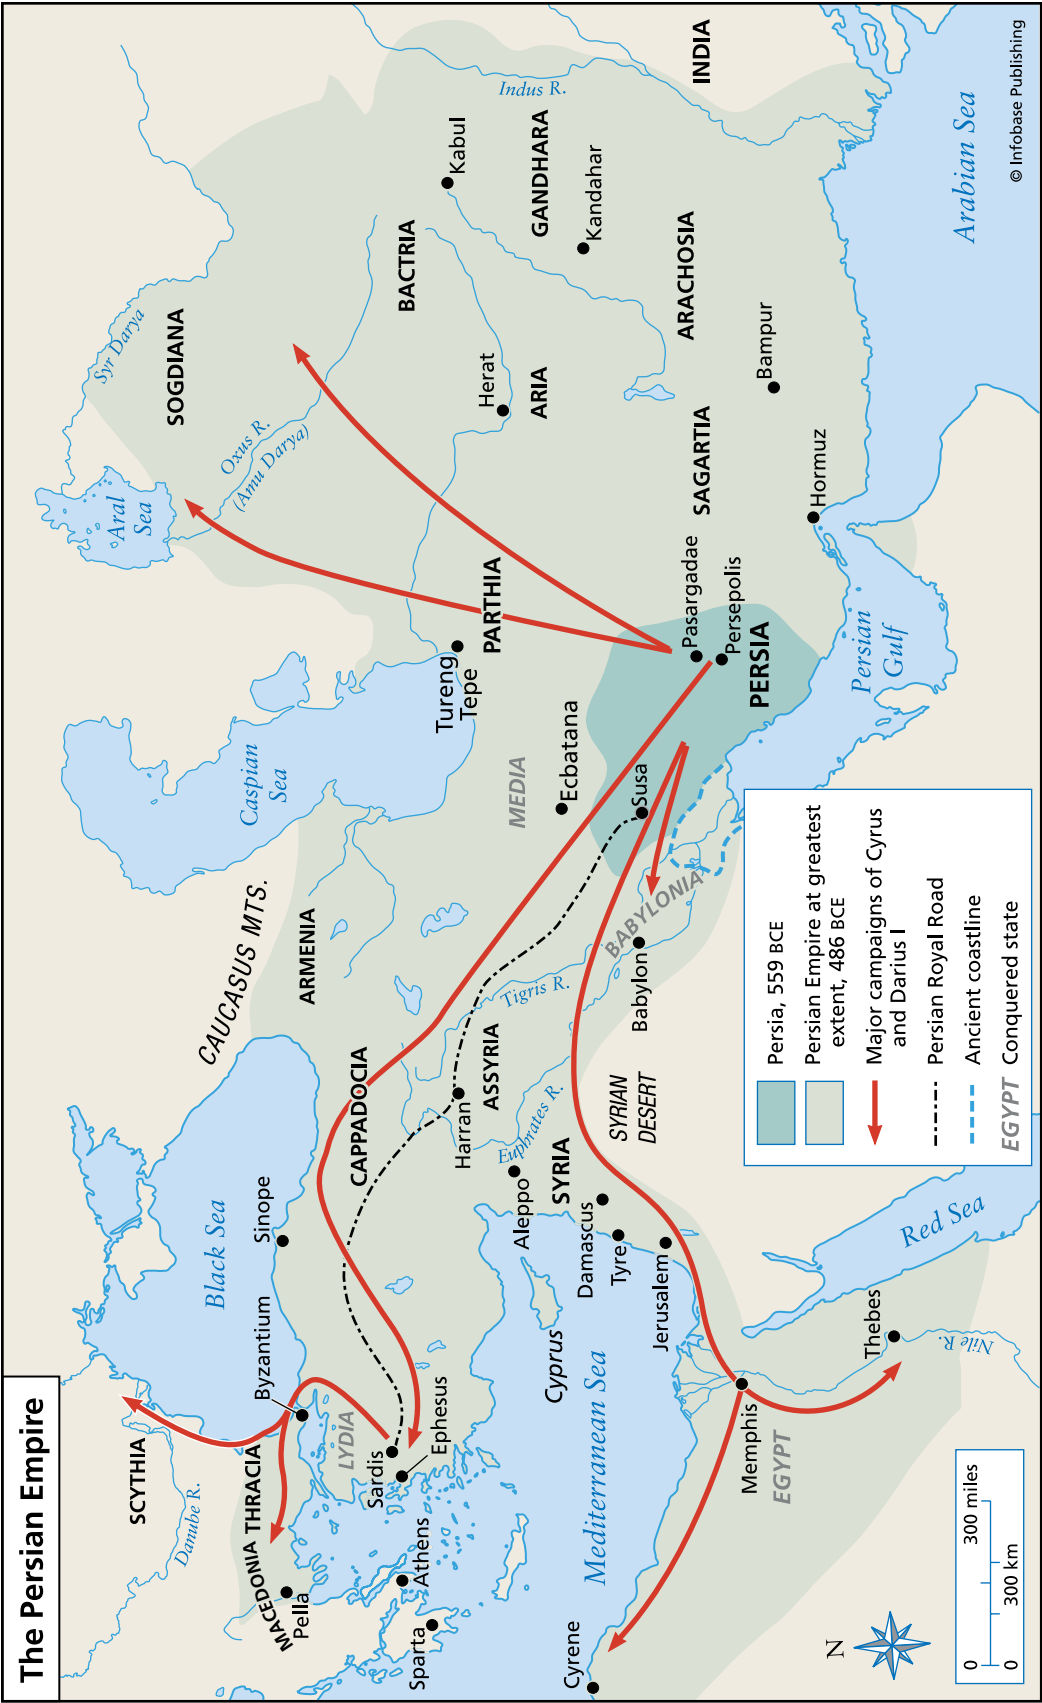 The Persian Empire
SCYTHIA
Danube R.
MACEDONIA
THRACIA
Pella
Byzantium
Black Sea
Sinope
CAUCASUS MTS.
Caspian
Sea
Aral
Sea
Syr Darya
SOGDIANA
Oxus R.
(Amu Darya)
BACTRIA
Kabul
Indus R.
INDIA
GANDHARA
Kandahar
Herat
ARIA
ARACHOSIA
Bampur
SAGARTIA
Hormuz
PARTHIA
Tureng
Tepe
MEDIA
Ecbatana
Pasargadae
Persepolis
PERSIA
Susa
Persian
Gulf
Arabian Sea
ARMENIA
CAPPADOCIA
Tigris R.
ASSYRIA
Harran
Euphrates R.
BABYLONIA
Babylon
SYRIAN
DESERT
SYRIA
Aleppo
Damascus
Tyre
Jerusalem
Cyprus
LYDIA
Sardis
Ephesus
Athens
Sparta
Mediterranean Sea
Cyrene
Memphis
EGYPT
Thebes
Nile R.
Red Sea
Persia, 559 BCE
Persian Empire at greatest
extent, 486 BCE
Major campaigns of Cyrus
and Darius I
Persian Royal Road
Ancient coastline
EGYPT Conquered state
N
0 300 miles
0 300 km
© Infobase Publishing